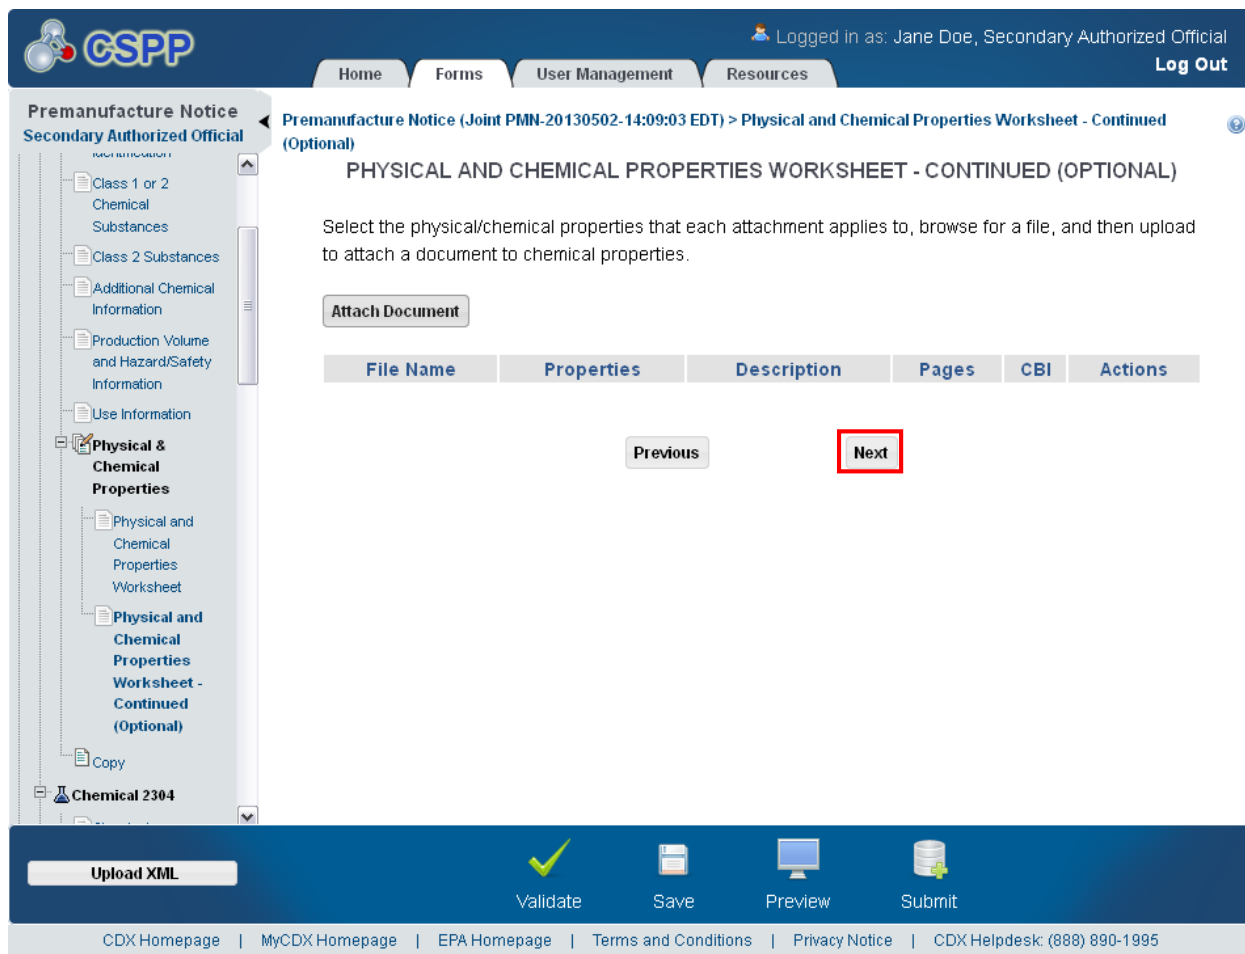 CSPP
Logged in as: Jane Doe, Secondary Authorized Official
Log Out
Home
Forms
User Management
Resources
Premanufacture Notice
Secondary Authorized Official
Class 1 or 2
Chemical
Substances
Class 2 Substances
Additional Chemical
Information
Production Volume
and Hazard/Safety
Information
Use Information
Physical &
Chemical
Properties
Physical and
Chemical
Properties
Worksheet
Physical and
Chemical
Properties
Worksheet -
Continued
(Optional)
Copy
Chemical 2304
Premanufacture Notice (Joint PMN-20130502-14:09:03 EDT) > Physical and Chemical Properties Worksheet - Continued
(Optional)
PHYSICAL AND CHEMICAL PROPERTIES WORKSHEET - CONTINUED (OPTIONAL)
Select the physical/chemical properties that each attachment applies to, browse for a file, and then upload
to attach a document to chemical properties.
Attach Document
File Name Properties Description Pages CBI Actions
Previous Next
Upload XML
Validate Save Preview Submit
CDX Homepage | MyCDX Homepage | EPA Homepage | Terms and Conditions | Privacy Notice | CDX Helpdesk: (888) 890-1995